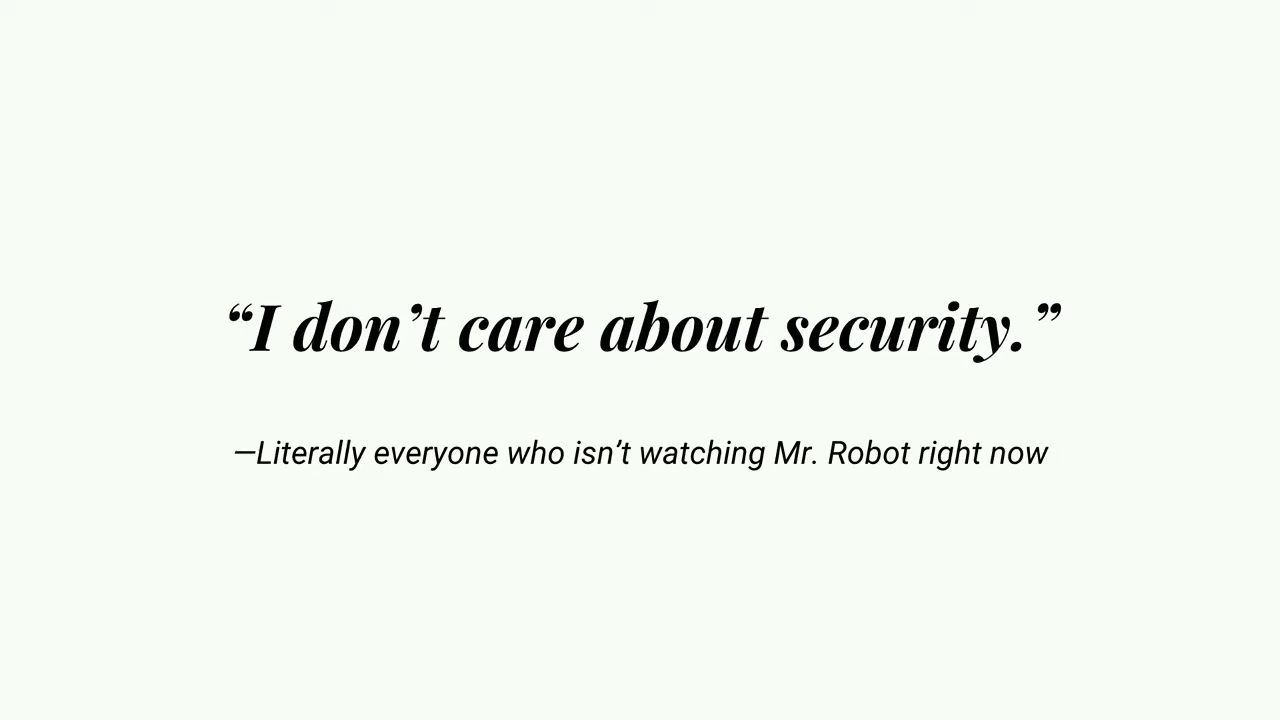 “I don’t care about security.”
—Literally everyone who isn’t watching Mr. Robot right now